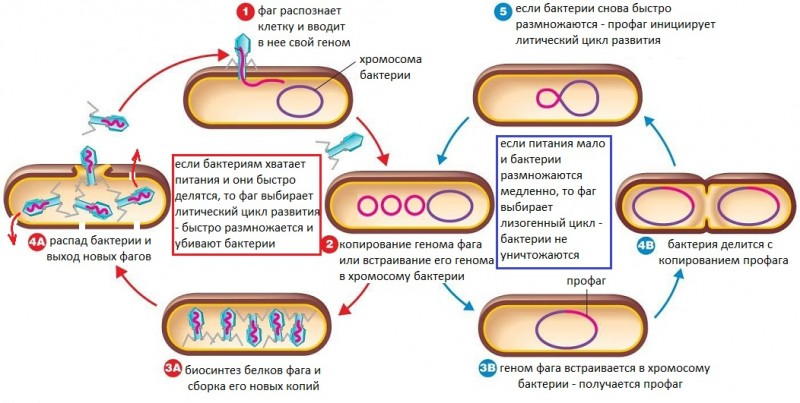 1 фаг распознает
клетку и вводит
в нее свой геном
хромосома
бактерии
5 если бактерии снова быстро
размножаются - профаг инициирует
литический цикл развития
если бактериям хватает
питания и они быстро
делятся, то фаг выбирает
литический цикл развития
- быстро размножается и
убивают бактерии
если питания мало
и бактерии
размножаются
медленно, то фаг
выбирает
лизогенный цикл -
бактерии не
уничтожаются
4А распад бактерии и
выход новых фагов
2 копирование генома фага
или встраивание его генома
в хромосому бактерии
4В бактерия делится с
копированием профага
профаг
3А биосинтез белков фага и
сборка его новых копий
3В геном фага встраивается в хромосому
бактерии - получается профаг